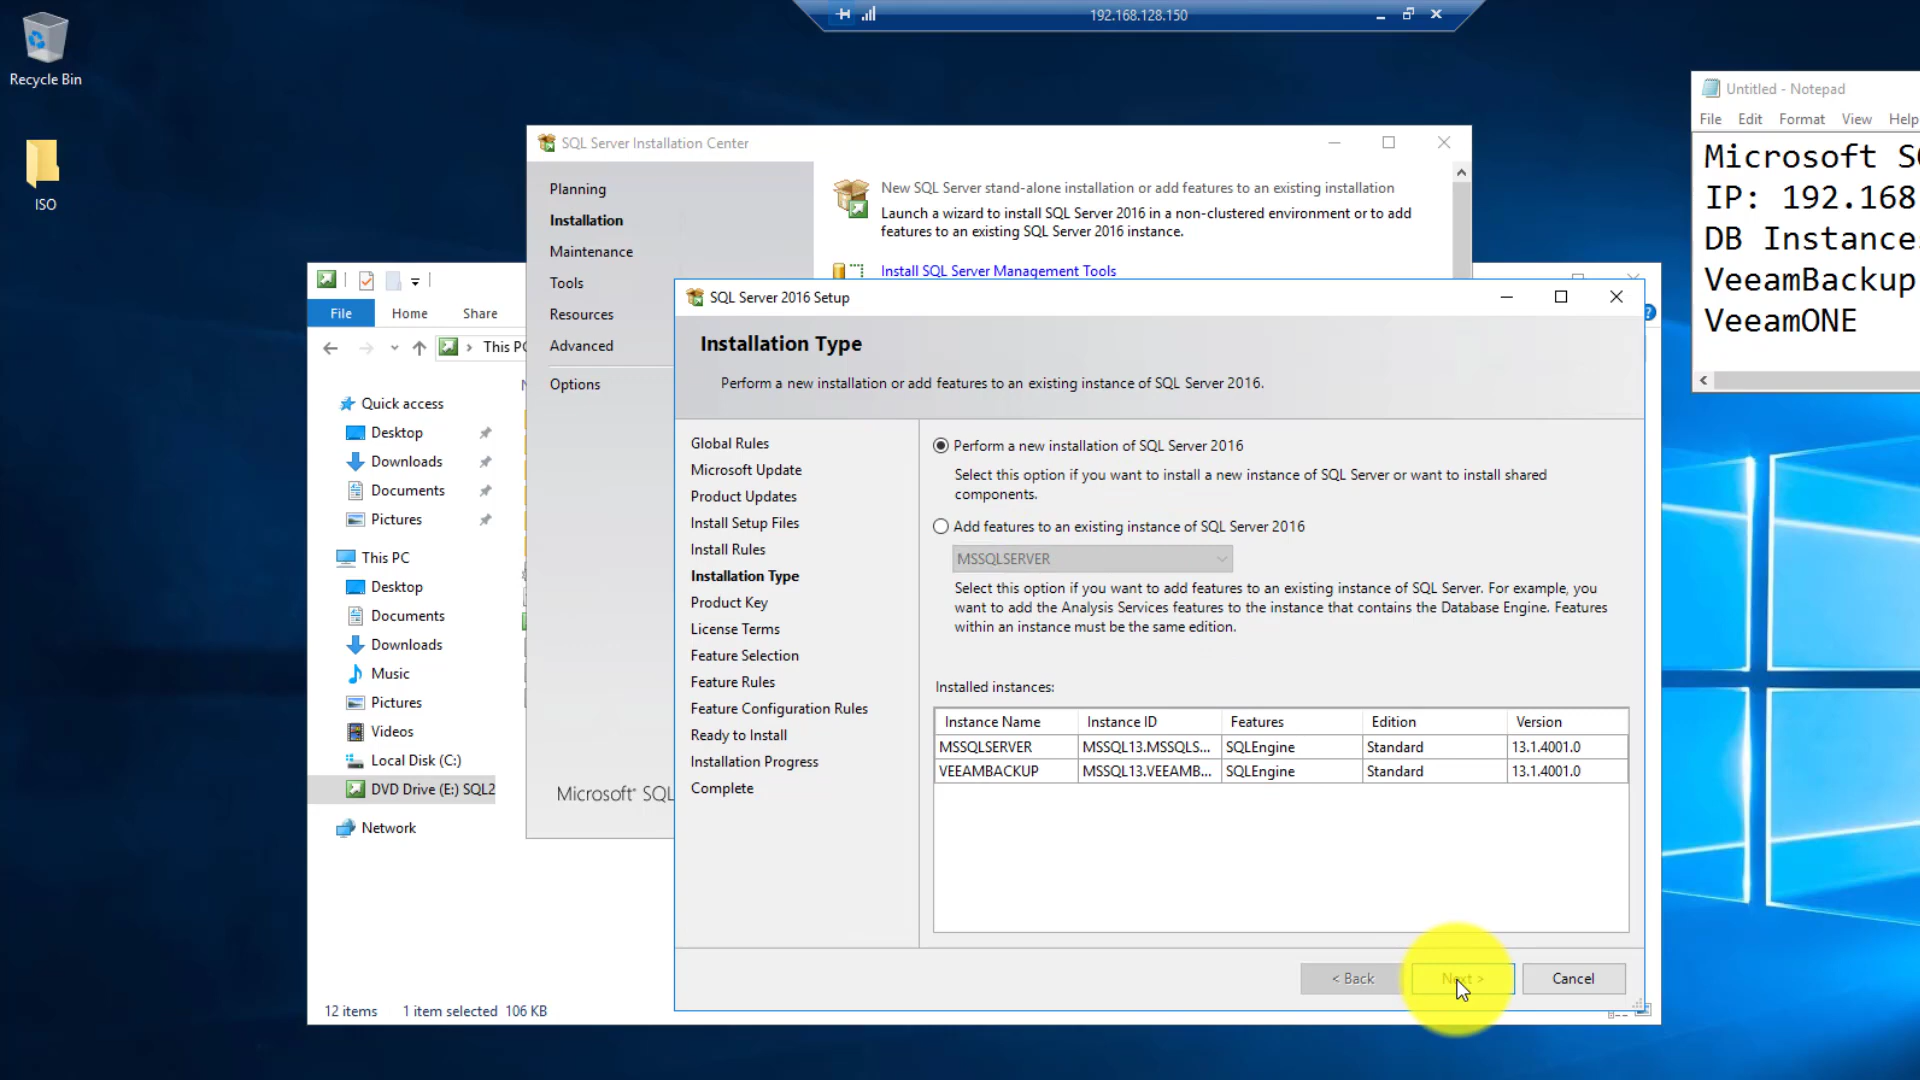 192.168.128.150
Recycle Bin
ISO
Untitled - Notepad
File Edit Format View Help
Microsoft
IP: 192.168
DB
VeeamBackup
VeeamONE
SQL Server Installation Center
Planning
Installation
Maintenance
Tools
Resources
Advanced
Options
Microsoft SQL
New SQL Server stand-alone installation or add features to an existing installation
Launch a wizard to install SQL Server 2016 in a non-clustered environment or to add
features to an existing SQL Server 2016 instance.
Install SQL Server Management Tools
File Home Share
This PC
Quick access
Desktop
Downloads
Documents
Pictures
This PC
Desktop
Documents
Downloads
Music
Pictures
Videos
Local Disk (C:)
DVD Drive (E:) SQL2
Network
12 items 1 item selected 106 KB
SQL Server 2016 Setup
Installation Type
Perform a new installation or add features to an existing instance of SQL Server 2016.
Global Rules
Microsoft Update
Product Updates
Install Setup Files
Install Rules
Installation Type
Product Key
License Terms
Feature Selection
Feature Rules
Feature Configuration Rules
Ready to Install
Installation Progress
Complete
Perform a new installation of SQL Server 2016
Select this option if you want to install a new instance of SQL Server or want to install shared
components.
Add features to an existing instance of SQL Server 2016
MSSQLSERVER
Select this option if you want to add features to an existing instance of SQL Server. For example, you
want to add the Analysis Services features to the instance that contains the Database Engine. Features
within an instance must be the same edition.
Installed instances:
Instance Name Instance ID Features Edition Version
MSSQLSERVER MSSQL13.MSSQLS... SQLEngine Standard 13.1.4001.0
VEEAMBACKUP MSSQL13.VEEAMB... SQLEngine Standard 13.1.4001.0
< Back Next > Cancel